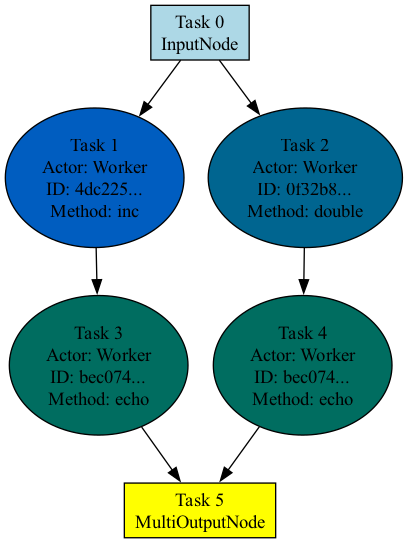 Task 0
InputNode
Task 1
Actor: Worker
ID: 4dc225...
Method: inc
Task 2
Actor: Worker
ID: 0f32b8...
Method: double
Task 3
Actor: Worker
ID: bec074...
Method: echo
Task 4
Actor: Worker
ID: bec074...
Method: echo
Task 5
MultiOutputNode